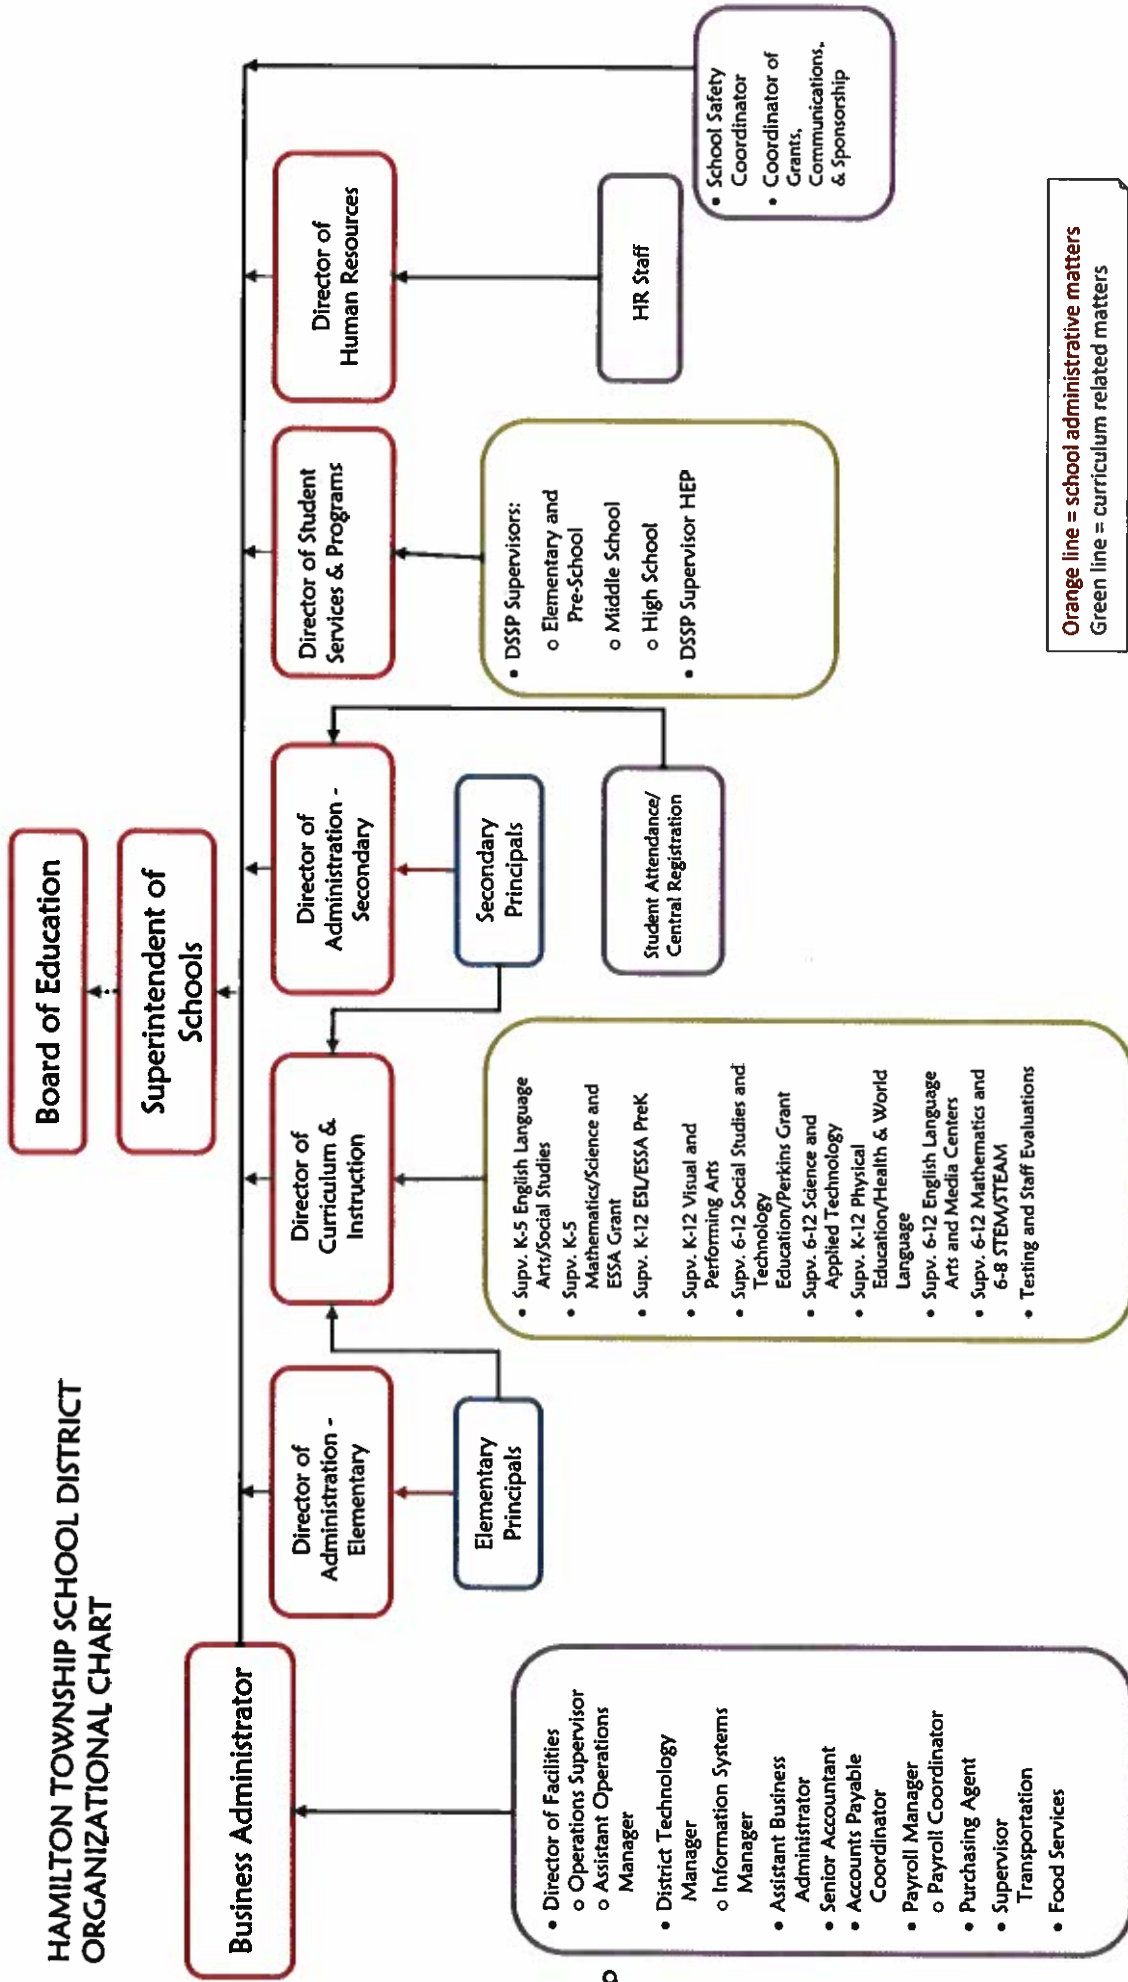 HAMILTON TOWNSHIP SCHOOL DISTRICT
ORGANIZATIONAL CHART
Board of Education
Superintendent of
Schools
Business Administrator
Director of
Administration -
Elementary
Director of
Curriculum &
Instruction
Director of
Administration -
Secondary
Director of Student
Services & Programs
Director of
Human Resources
Elementary
Principals
Secondary
Principals
Student Attendance/
Central Registration
HR Staff
• School Safety
Coordinator
• Coordinator of
Grants,
Communications,
& Sponsorship
• Director of Facilities
o Operations Supervisor
o Assistant Operations
Manager
• District Technology
Manager
o Information Systems
Manager
• Assistant Business
Administrator
• Senior Accountant
• Accounts Payable
Coordinator
• Payroll Manager
o Payroll Coordinator
• Purchasing Agent
• Supervisor
Transportation
• Food Services
• Supv. K-5 English Language
Arts/Social Studies
• Supv. K-5
Mathematics/Science and
ESSA Grant
• Supv. K-12 ESL/ESSA PreK
• Supv. K-12 Visual and
Performing Arts
• Supv. 6-12 Social Studies and
Technology
Education/Perkins Grant
• Supv. 6-12 Science and
Applied Technology
• Supv. K-12 Physical
Education/Health & World
Language
• Supv. 6-12 English Language
Arts and Media Centers
• Supv. 6-12 Mathematics and
6-8 STEM/STEAM
• Testing and Staff Evaluations
• DSSP Supervisors:
o Elementary and
Pre-School
o Middle School
o High School
• DSSP Supervisor HEP
Orange line = school administrative matters
Green line = curriculum related matters